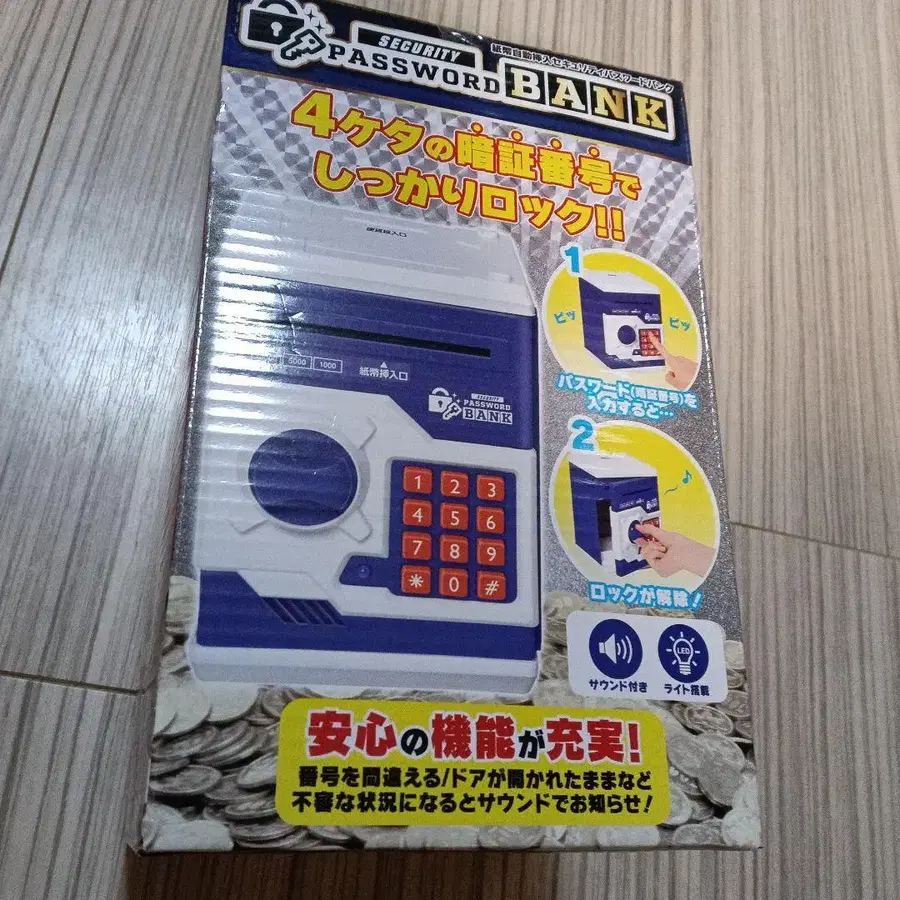 SECURITY
PASSWORD BANK
紙幣自動挿入セキュリティパスワードバンク
4ケタの暗証番号で
しっかりロック!!
硬貨投入口
5000 1000
紙幣挿入口
SECURITY
PASSWORD
BANK
1 2 3
4 5 6
7 8 9
* 0 #
1
ピッ
ピッ
パスワード(暗証番号)を
入力すると…
2
ロックが解除!
サウンド付き
LED
ライト搭載
安心の機能が充実!
番号を間違える/ドアが開かれたままなど
不審な状況になるとサウンドでお知らせ!